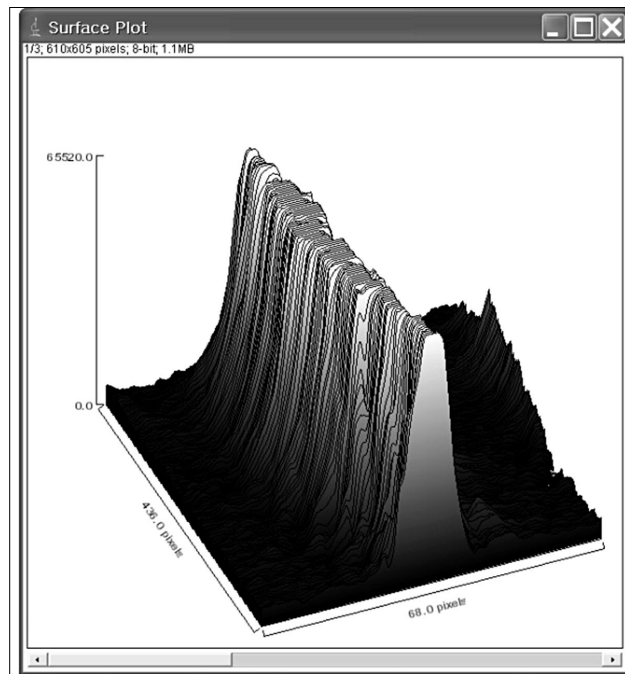 Surface Plot
1/3; 610x605 pixels; 8-bit; 1.1MB
65520.0
0.0
436.0 pixels
68.0 pixels